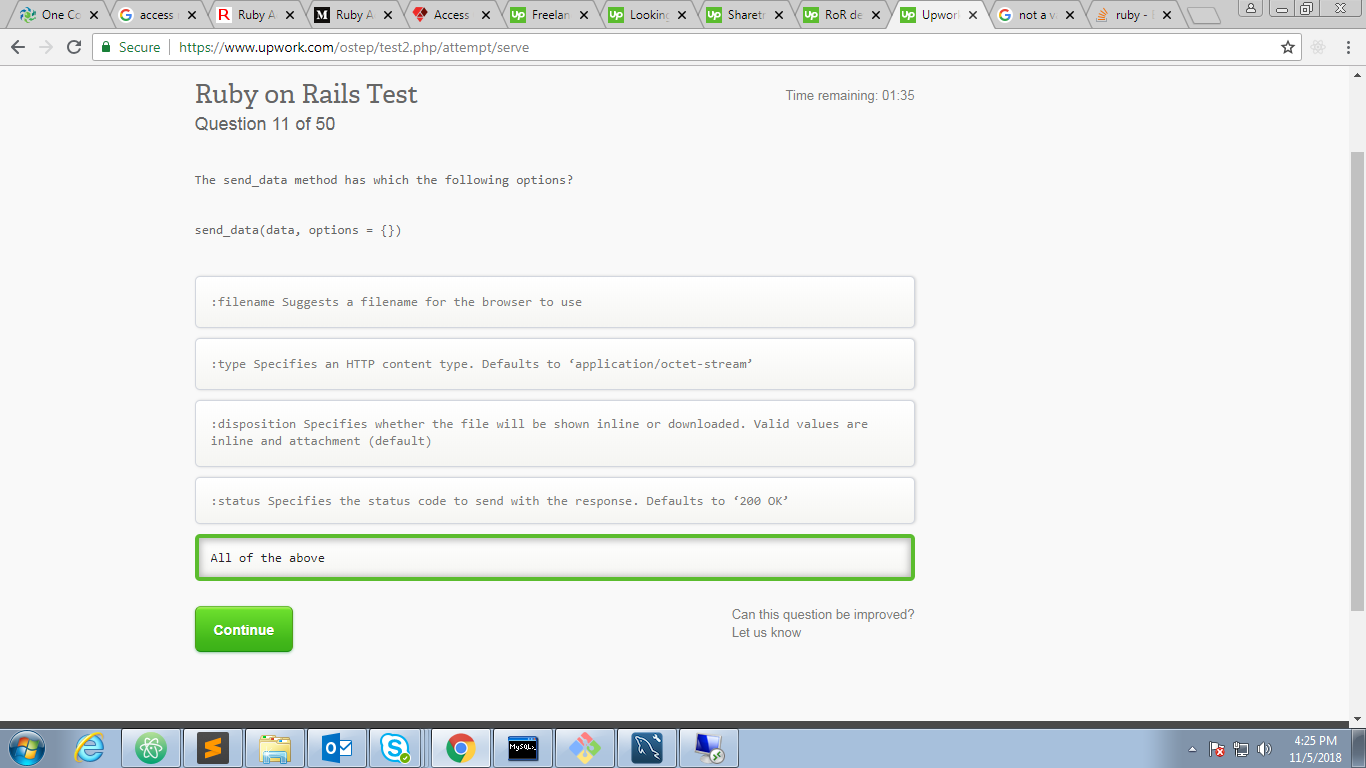 One Co
access
Ruby A
Ruby A
Access
Freelan
Looking
Sharetr
RoR de
Upwor
not a va
ruby -
Secure
https://www.upwork.com/ostep/test2.php/attempt/serve
Ruby on Rails Test
Time remaining: 01:35
Question 11 of 50
The send_data method has which the following options?
send_data(data, options = {})
:filename Suggests a filename for the browser to use
:type Specifies an HTTP content type. Defaults to ‘application/octet-stream’
:disposition Specifies whether the file will be shown inline or downloaded. Valid values are
inline and attachment (default)
:status Specifies the status code to send with the response. Defaults to ‘200 OK’
All of the above
Continue
Can this question be improved?
Let us know
4:25 PM
11/5/2018